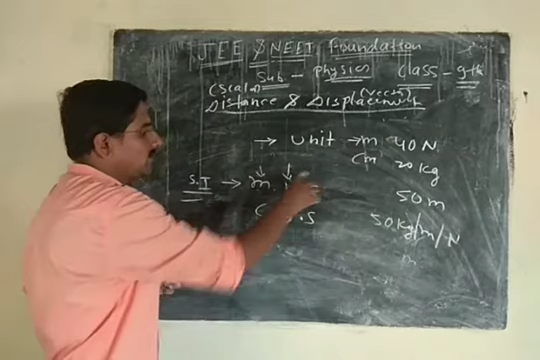 JEE & NEET Foundation
Sub - physics class - 9th
(Scalar) (Vector)
Distance & Displacement
→ Unit → m 40 N
cm 20 kg
S.I → m
50 m
.S 50 kg/m/N
m